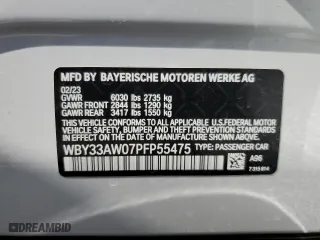 MFD BY BAYERISCHE MOTOREN WERKE AG
02/23
GVWR 6030 lbs 2735 kg
GAWR FRONT 2844 lbs 1290 kg
GAWR REAR 3417 lbs 1550 kg
THIS VEHICLE CONFORMS TO ALL APPLICABLE
U.S. FEDERAL MOTOR VEHICLE SAFETY AND
THEFT PREVENTION STANDARDS IN EFFECT ON THE
DATE OF MANUFACTURE SHOWN ABOVE.
WBY33AW07PFP55475 TYPE: PASSENGER CAR
A96